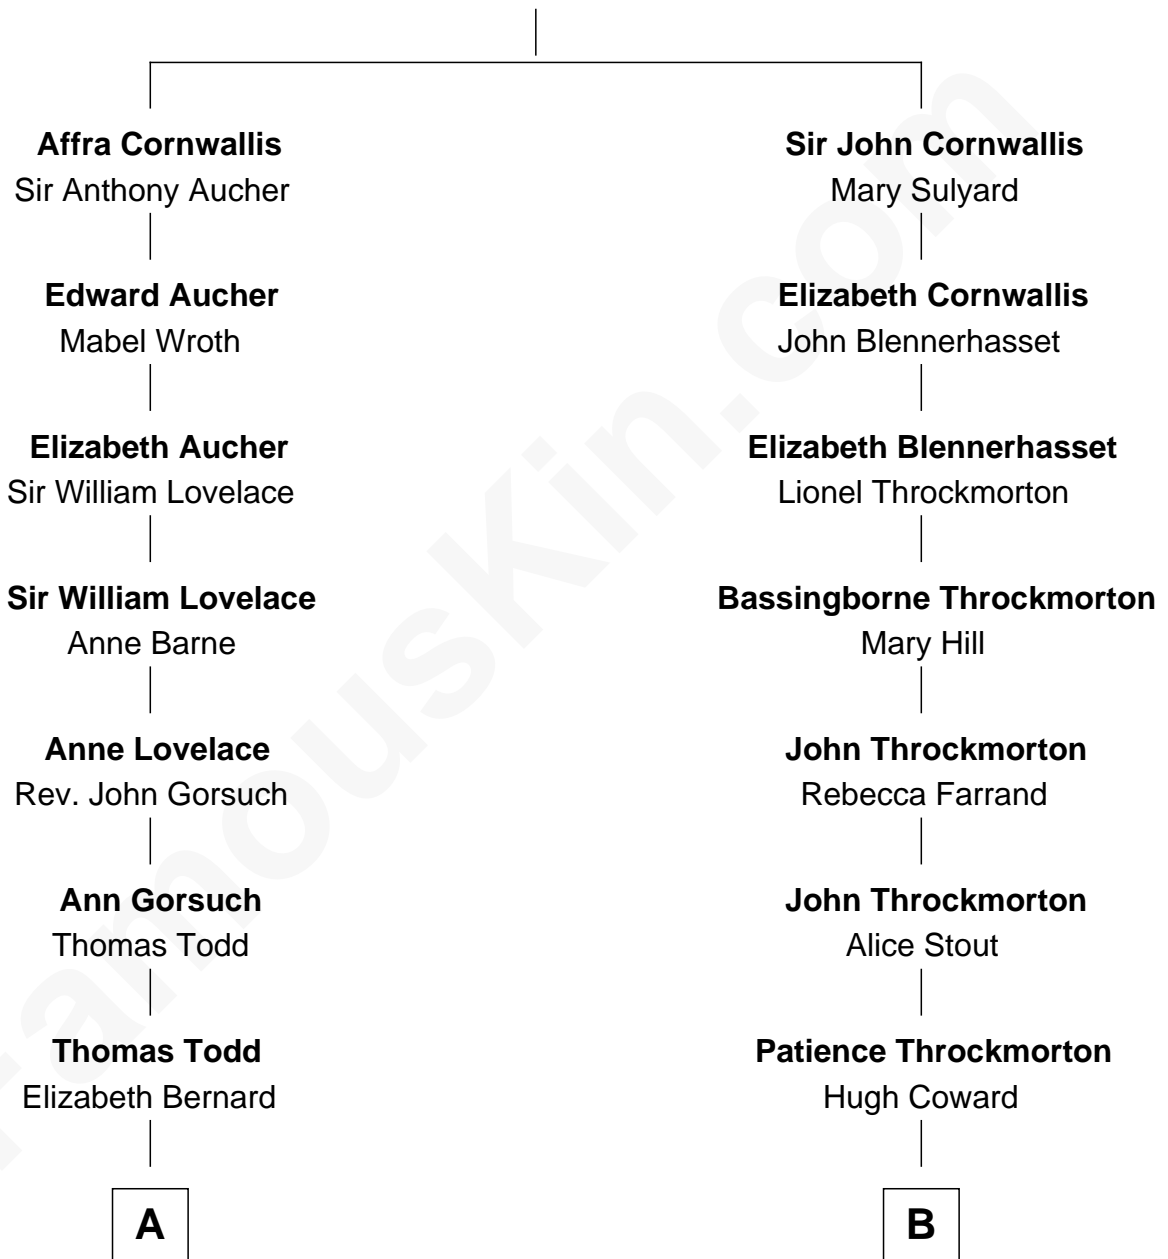 Affra Cornwallis
Sir Anthony Aucher
Edward Aucher
Mabel Wroth
Elizabeth Aucher
Sir William Lovelace
Sir William Lovelace
Anne Barne
Anne Lovelace
Rev. John Gorsuch
Ann Gorsuch
Thomas Todd
Thomas Todd
Elizabeth Bernard
A
Sir John Cornwallis
Mary Sulyard
Elizabeth Cornwallis
John Blennerhasset
Elizabeth Blennerhasset
Lionel Throckmorton
Bassingborne Throckmorton
Mary Hill
John Throckmorton
Rebecca Farrand
John Throckmorton
Alice Stout
Patience Throckmorton
Hugh Coward
B
FamousKin.com